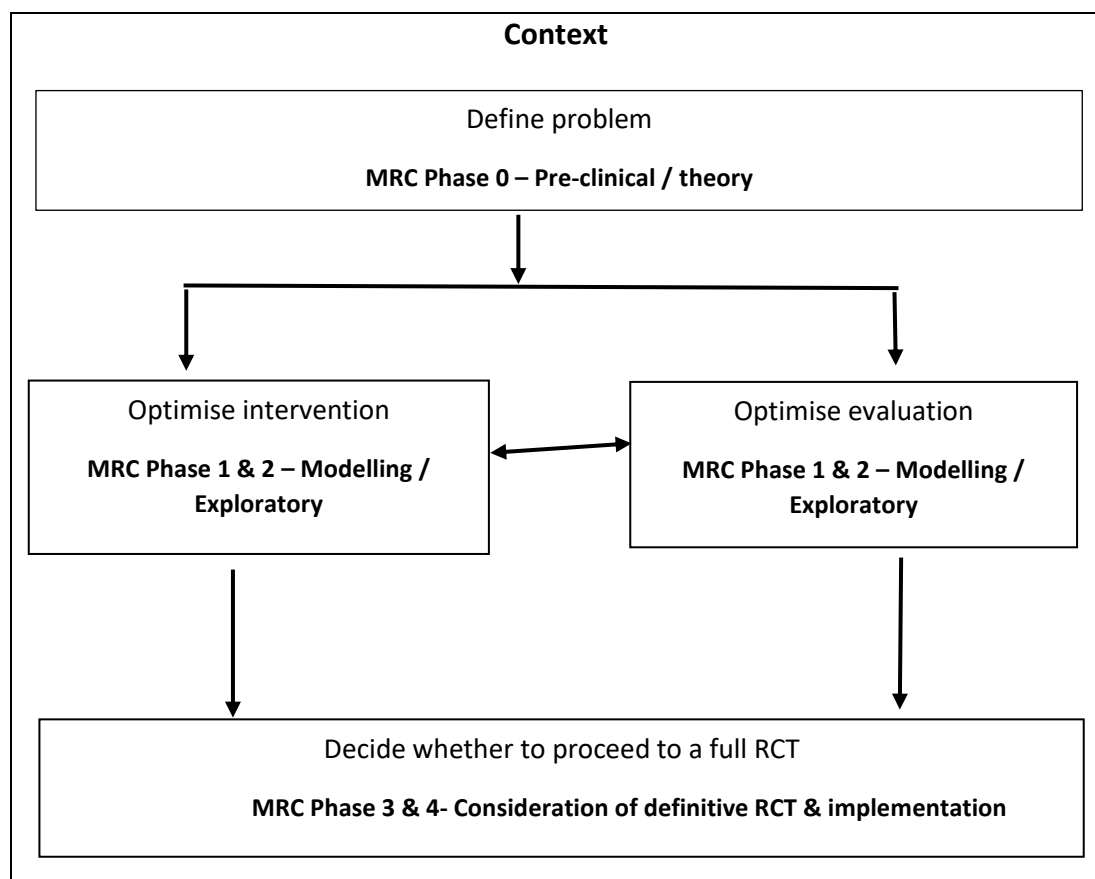 Context
Define problem
MRC Phase 0 – Pre-clinical / theory
Optimise intervention
MRC Phase 1 & 2 – Modelling /
Exploratory
Optimise evaluation
MRC Phase 1 & 2 – Modelling /
Exploratory
Decide whether to proceed to a full RCT
MRC Phase 3 & 4- Consideration of definitive RCT & implementation